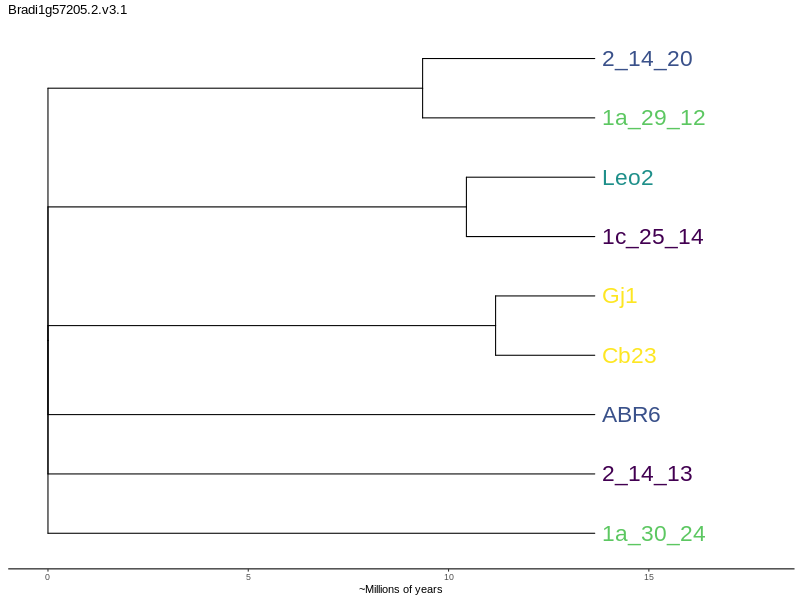 Bradi1g57205.2.v3.1
2_14_20
1a_29_12
Leo2
1c_25_14
Gj1
Cb23
ABR6
2_14_13
1a_30_24
0 5 10 15
~Millions of years